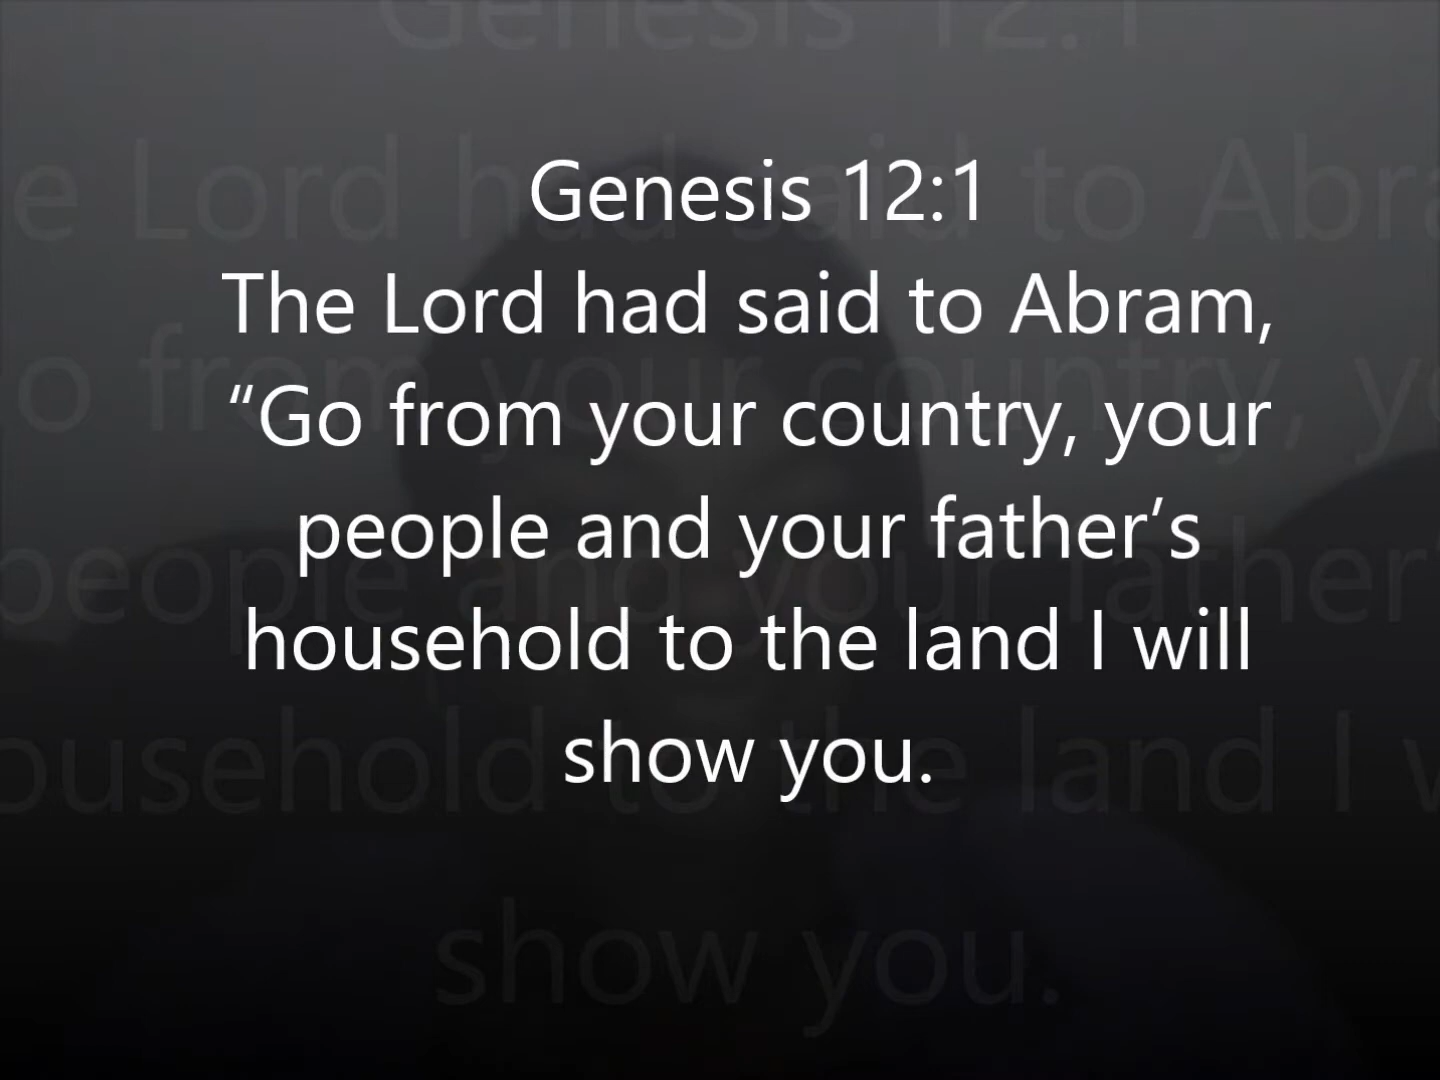 Genesis 12:1
The Lord had said to Abram,
“Go from your country, your
people and your father’s
household to the land I will
show you.